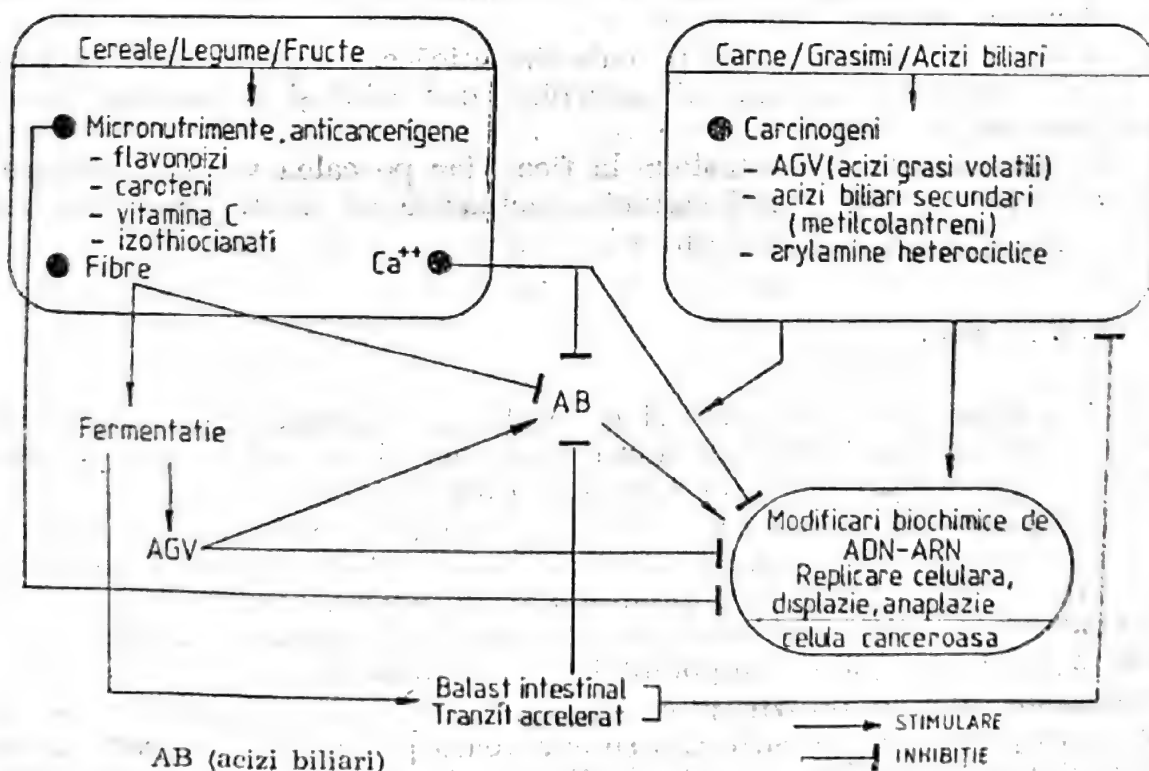 Cereale/Legume/Fructe
Micronutrimente anticancerigene
- flavonoizi
- caroteni
- vitamina C
- izothiocianati
Fibre
Ca++
Carne/Grasimi/Acizi biliari
Carcinogeni
- AGV (acizi grasi volatili)
- acizi biliari secundari
(metilcolantreni)
- arylamine heterociclice
AB
Fermentatie
AGV
Modificari biochimice de
ADN-ARN
Replicare celulara,
displazie, anaplazie
celula canceroasa
Balast intestinal
Tranzit accelerat
STIMULARE
INHIBIȚIE
AB (acizi biliari)